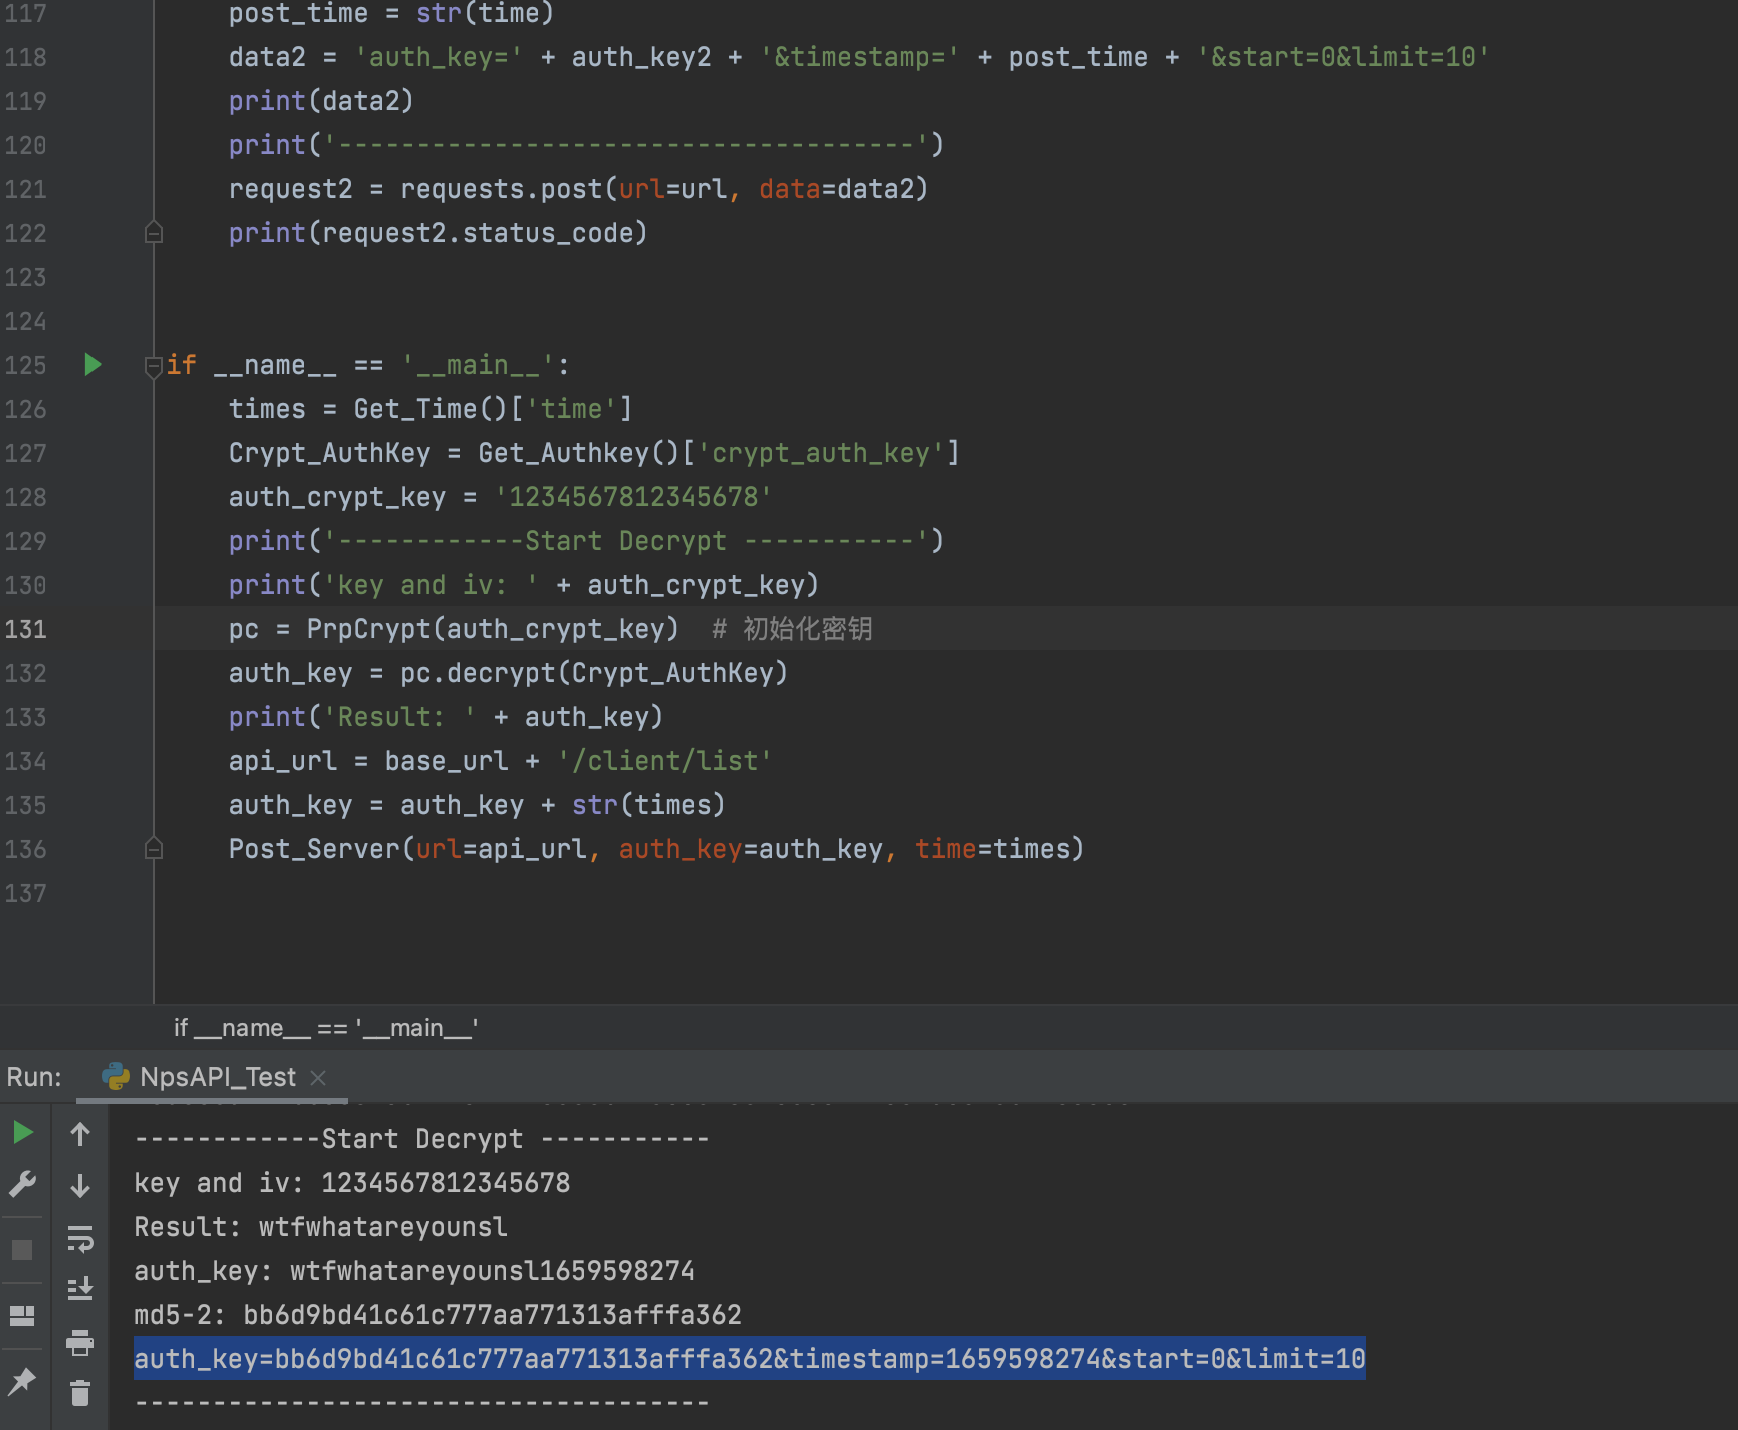 117 post_time = str(time)
118 data2 = 'auth_key=' + auth_key2 + '&timestamp=' + post_time + '&start=0&limit=10'
119 print(data2)
120 print('-------------------------------------')
121 request2 = requests.post(url=url, data=data2)
122 print(request2.status_code)
123
124
125 if __name__ == '__main__':
126 times = Get_Time()['time']
127 Crypt_AuthKey = Get_Authkey()['crypt_auth_key']
128 auth_crypt_key = '1234567812345678'
129 print('------------Start Decrypt -----------')
130 print('key and iv: ' + auth_crypt_key)
131 pc = PrpCrypt(auth_crypt_key)  # 初始化密钥
132 auth_key = pc.decrypt(Crypt_AuthKey)
133 print('Result: ' + auth_key)
134 api_url = base_url + '/client/list'
135 auth_key = auth_key + str(times)
136 Post_Server(url=api_url, auth_key=auth_key, time=times)
137
if __name__ == '__main__'
Run: NpsAPI_Test
------------Start Decrypt -----------
key and iv: 1234567812345678
Result: wtfwhatareyounsl
auth_key: wtfwhatareyounsl1659598274
md5-2: bb6d9bd41c61c777aa771313afffa362
auth_key=bb6d9bd41c61c777aa771313afffa362&timestamp=1659598274&start=0&limit=10
-------------------------------------